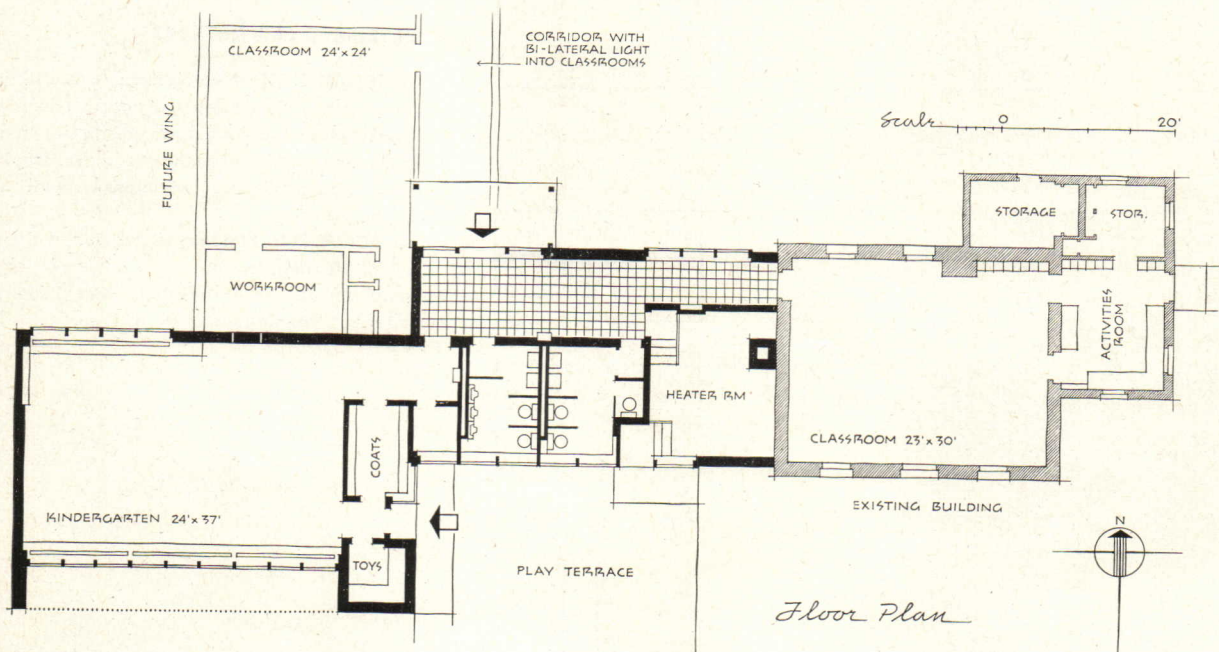 CLASSROOM 24' x 24'
CORRIDOR WITH
BI-LATERAL LIGHT
INTO CLASSROOMS
FUTURE WING
Scale 0 20'
STORAGE
STOR.
WORKROOM
ACTIVITIES
ROOM
HEATER RM
COATS
CLASSROOM 23' x 30'
KINDERGARTEN 24' x 37'
EXISTING BUILDING
TOYS
PLAY TERRACE
N
Floor Plan